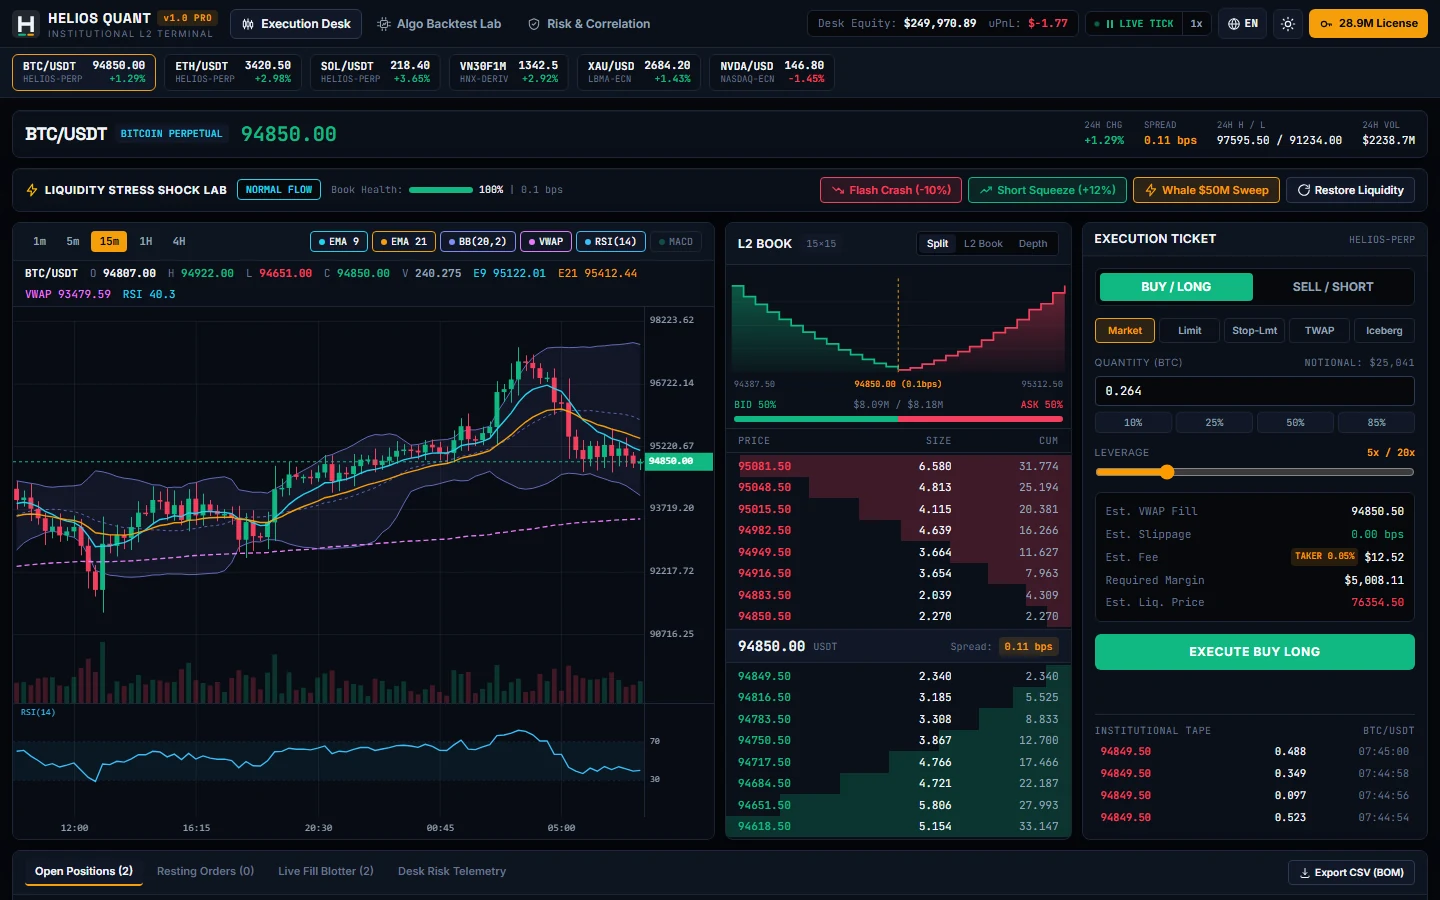 HELIOS QUANT v1.0 PRO
INSTITUTIONAL L2 TERMINAL
Execution Desk Algo Backtest Lab Risk & Correlation
Desk Equity: $249,970.89 uPnL: $-1.77 LIVE TICK 1x EN 28.9M License
BTC/USDT 94850.00
HELIOS-PERP +1.29%
ETH/USDT 3420.50
HELIOS-PERP +2.98%
SOL/USDT 218.40
HELIOS-PERP +3.65%
VN30F1M 1342.5
HNX-DERIV +2.92%
XAU/USD 2684.20
LBMA-ECN +1.43%
NVDA/USD 146.80
NASDAQ-ECN -1.45%
BTC/USDT BITCOIN PERPETUAL 94850.00
24H CHG
+1.29%
SPREAD
0.11 bps
24H H / L
97595.50 / 91234.00
24H VOL
$2238.7M
LIQUIDITY STRESS SHOCK LAB NORMAL FLOW Book Health: 100% | 0.1 bps
Flash Crash (-10%) Short Squeeze (+12%) Whale $50M Sweep Restore Liquidity
1m 5m 15m 1H 4H EMA 9 EMA 21 BB(20,2) VWAP RSI(14) MACD
BTC/USDT O 94807.00 H 94922.00 L 94651.00 C 94850.00 V 240.275 E9 95122.01 E21 95412.44
VWAP 93479.59 RSI 40.3
98223.62
96722.14
95220.67
94850.00
93719.20
92217.72
90716.25
RSI(14)
70
30
12:00 16:15 20:30 00:45 05:00
L2 BOOK 15×15 Split L2 Book Depth
94387.50 94850.00 (0.1bps) 95312.50
BID 50% $8.09M / $8.18M ASK 50%
PRICE SIZE CUM
95081.50 6.580 31.774
95048.50 4.813 25.194
95015.50 4.115 20.381
94982.50 4.639 16.266
94949.50 3.664 11.627
94916.50 3.654 7.963
94883.50 2.039 4.309
94850.50 2.270 2.270
94850.00 USDT Spread: 0.11 bps
94849.50 2.340 2.340
94816.50 3.185 5.525
94783.50 3.308 8.833
94750.50 3.867 12.700
94717.50 4.766 17.466
94684.50 4.721 22.187
94651.50 5.806 27.993
94618.50 5.154 33.147
EXECUTION TICKET HELIOS-PERP
BUY / LONG SELL / SHORT
Market Limit Stop-Lmt TWAP Iceberg
QUANTITY (BTC) NOTIONAL: $25,041
0.264
10% 25% 50% 85%
LEVERAGE 5x / 20x
Est. VWAP Fill 94850.50
Est. Slippage 0.00 bps
Est. Fee TAKER 0.05% $12.52
Required Margin $5,008.11
Est. Liq. Price 76354.50
EXECUTE BUY LONG
INSTITUTIONAL TAPE BTC/USDT
94849.50 0.488 07:45:00
94849.50 0.349 07:44:58
94849.50 0.097 07:44:56
94849.50 0.523 07:44:54
Open Positions (2) Resting Orders (0) Live Fill Blotter (2) Desk Risk Telemetry Export CSV (BOM)